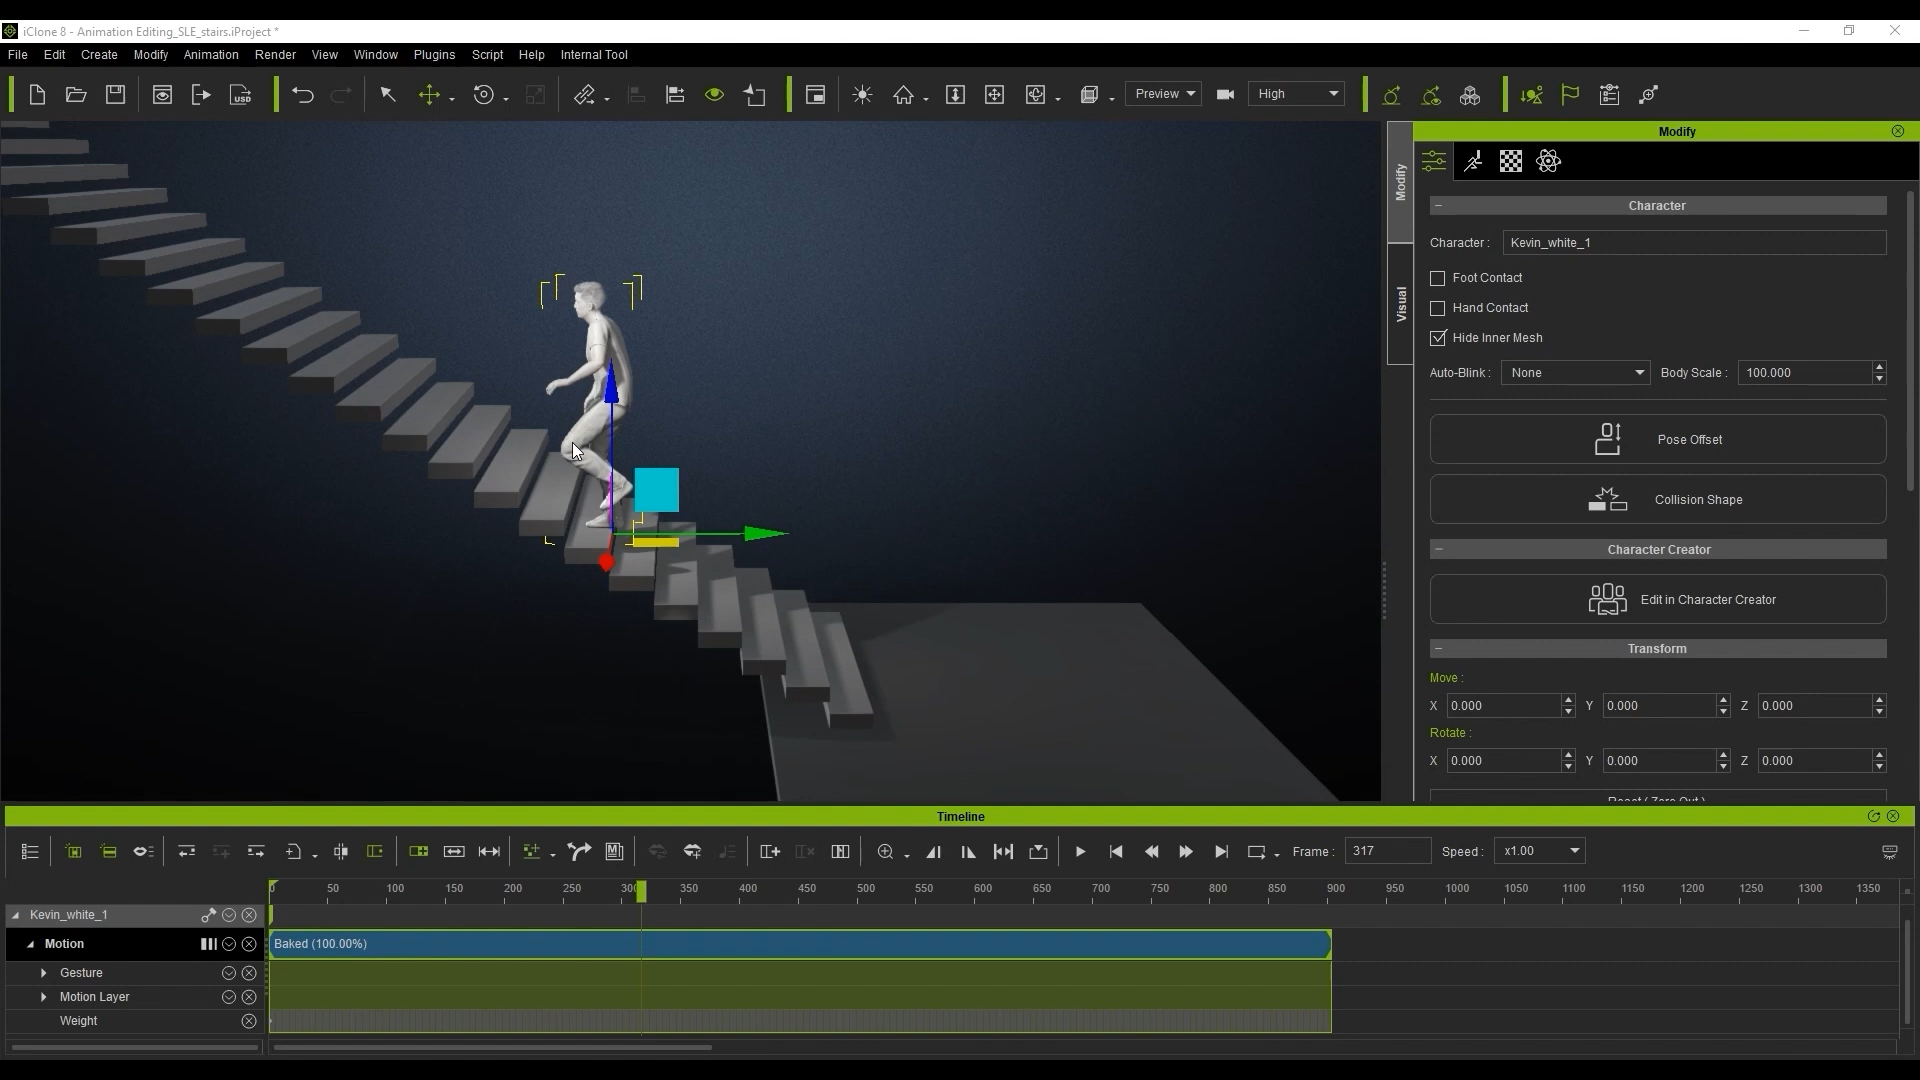 iClone 8 - Animation Editing_SLE_stairs.iProject *
File Edit Create Modify Animation Render View Window Plugins Script Help Internal Tool
USD Preview High
Modify
Modify
Visual
Character
Character : Kevin_white_1
Foot Contact
Hand Contact
Hide Inner Mesh
Auto-Blink : None Body Scale : 100.000
Pose Offset
Collision Shape
Character Creator
Edit in Character Creator
Transform
Move :
X 0.000 Y 0.000 Z 0.000
Rotate :
X 0.000 Y 0.000 Z 0.000
Reset ( Zero Out )
Timeline
Frame : 317 Speed : x1.00
0 50 100 150 200 250 300 350 400 450 500 550 600 650 700 750 800 850 900 950 1000 1050 1100 1150 1200 1250 1300 1350
Kevin_white_1
Motion Baked (100.00%)
Gesture
Motion Layer
Weight